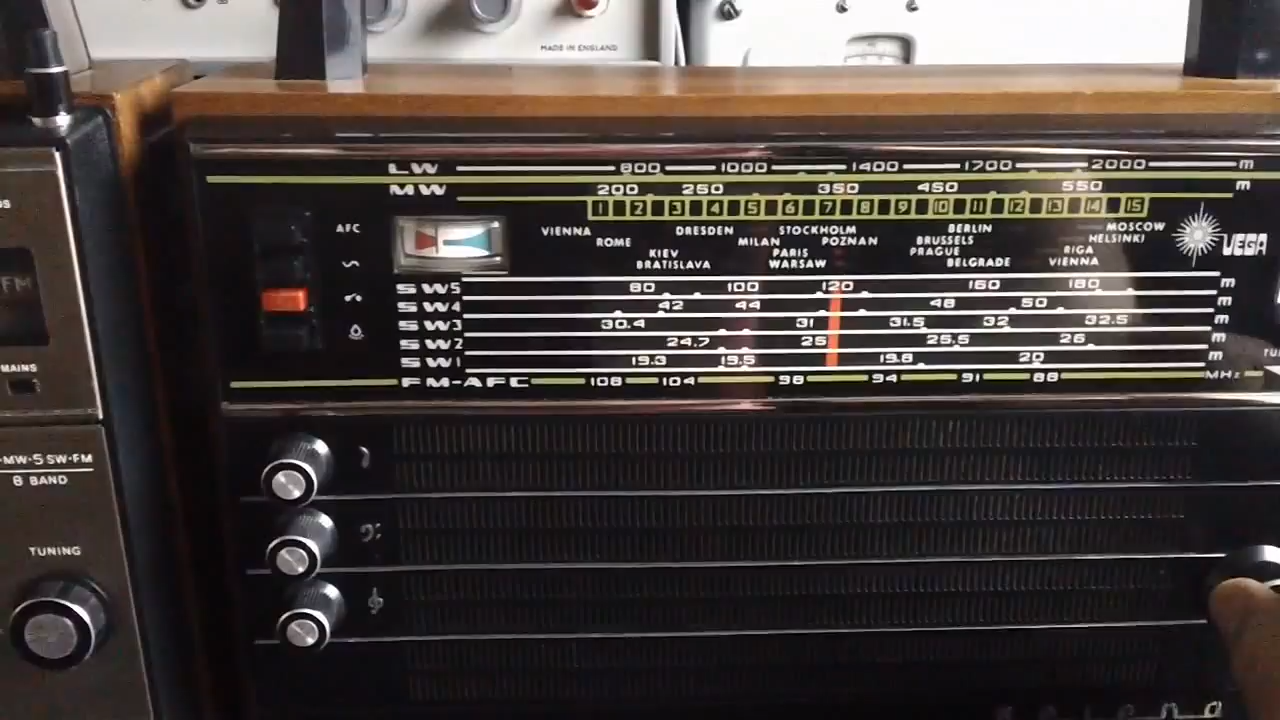 MADE IN ENGLAND
LW 800 1000 1400 1700 2000 m
MW 200 250 350 450 550 m
1 2 3 4 5 6 7 8 9 10 11 12 13 14 15
AFC
VIENNA DRESDEN STOCKHOLM BERLIN MOSCOW
ROME MILAN POZNAN BRUSSELS HELSINKI
KIEV PARIS PRAGUE RIGA
BRATISLAVA WARSAW BELGRADE VIENNA
VEGA
SW5 80 100 120 160 180 m
SW4 42 44 48 50 m
SW3 30.4 31 31.5 32 32.5 m
SW2 24.7 25 25.5 26 m
SW1 19.3 19.5 19.8 20 m
FM-AFC 108 104 98 94 91 88 MHz
FM
MAINS
MW·5 SW·FM
8 BAND
TUNING